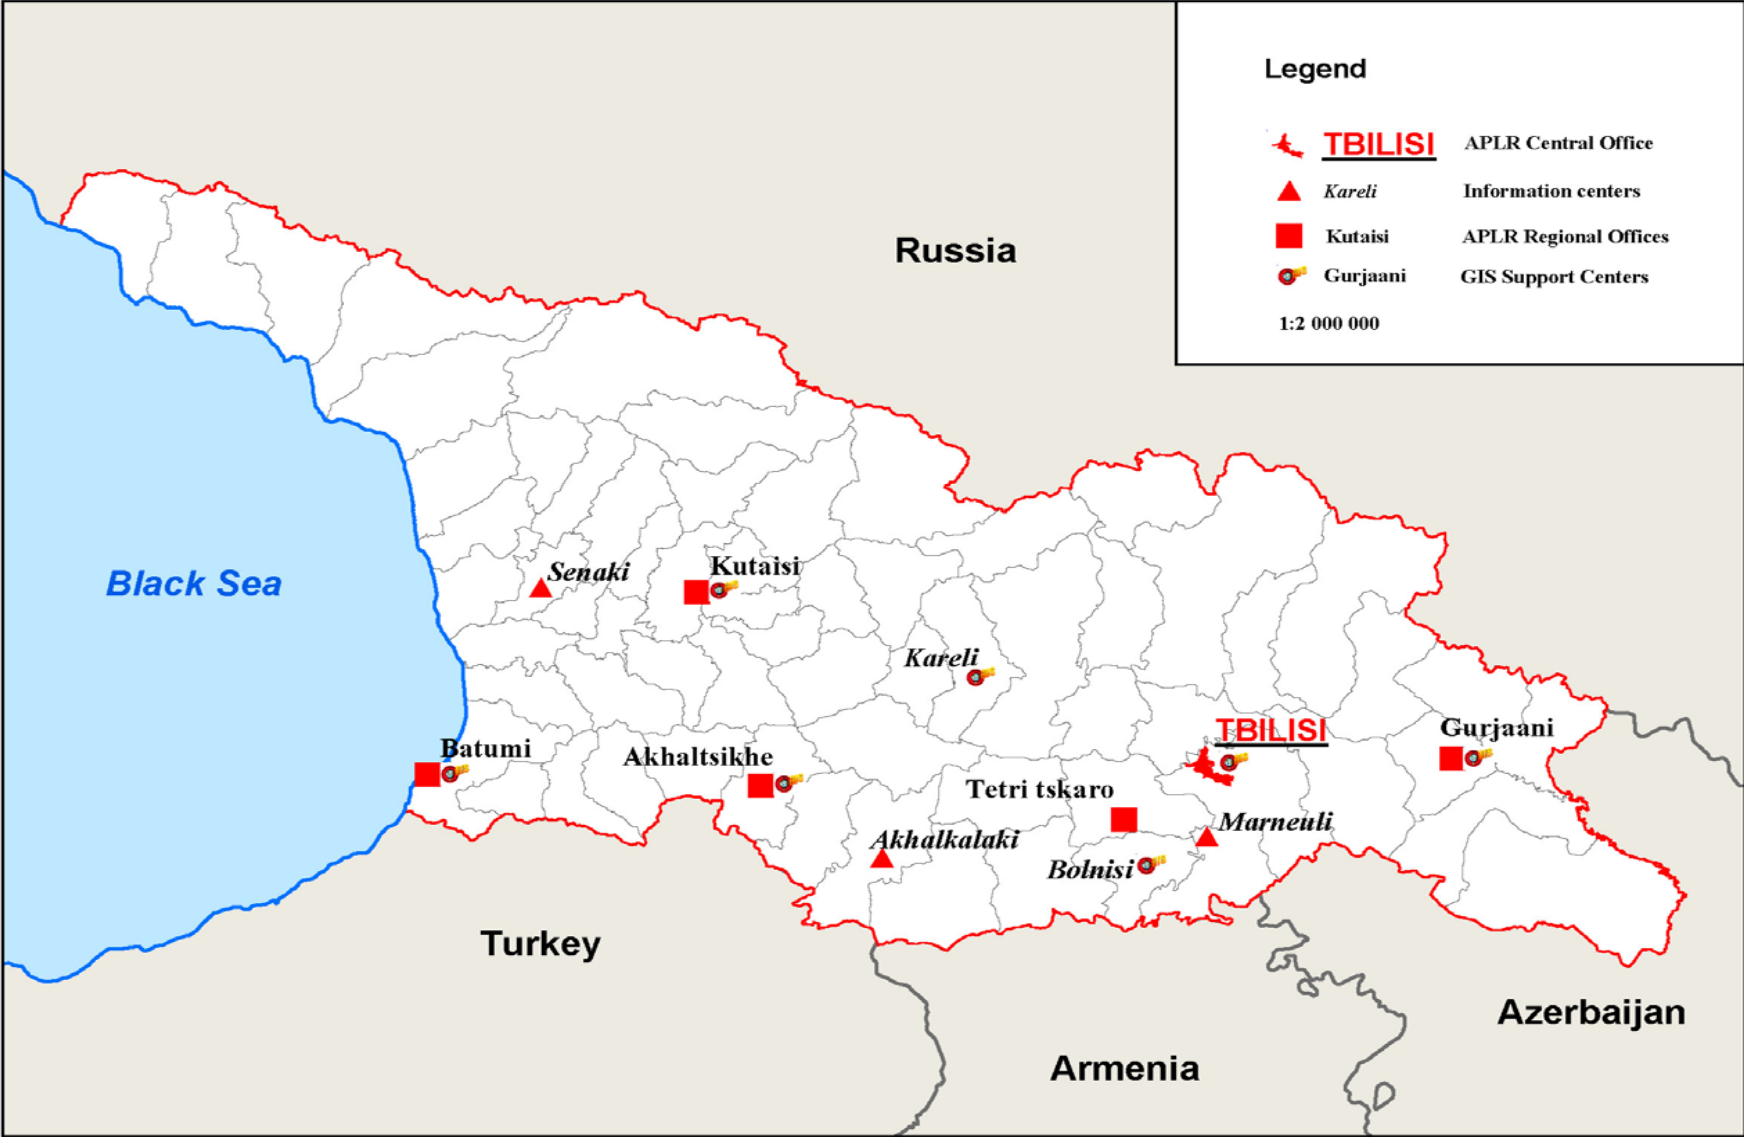 Legend
TBILISI APLR Central Office
Kareli Information centers
Kutaisi APLR Regional Offices
Gurjaani GIS Support Centers
1:2 000 000
Russia
Black Sea
Senaki
Kutaisi
Kareli
TBILISI
Gurjaani
Batumi
Akhaltsikhe
Tetri tskaro
Marneuli
Akhalkalaki
Bolnisi
Turkey
Azerbaijan
Armenia